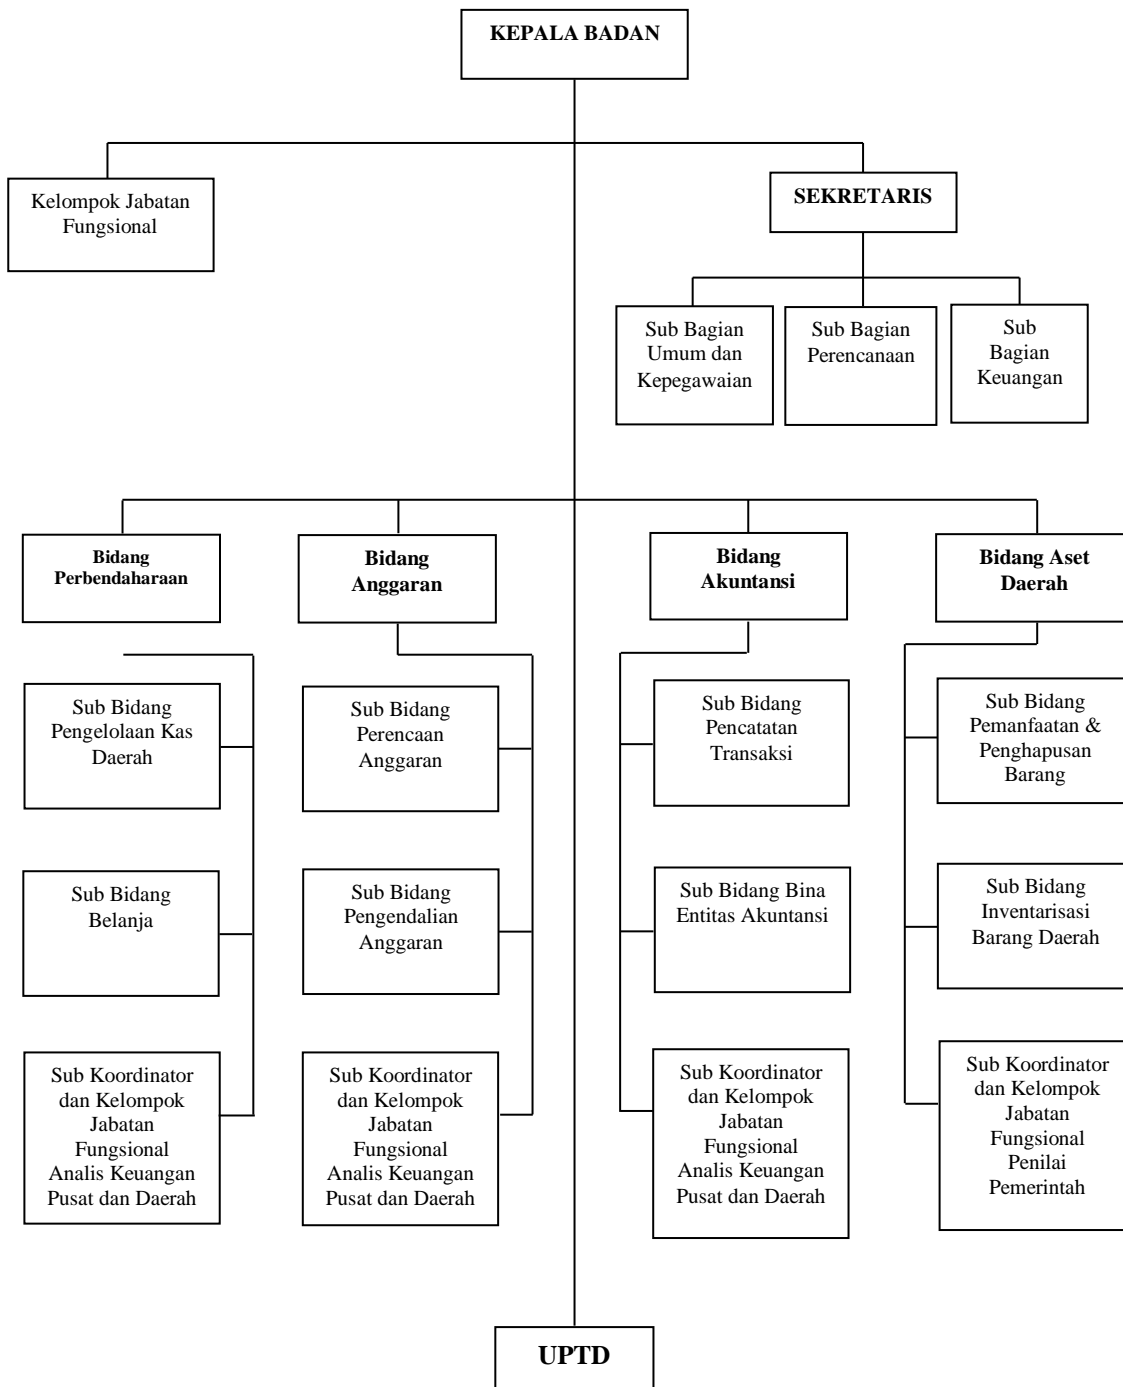 KEPALA BADAN
Kelompok Jabatan
Fungsional
SEKRETARIS
Sub Bagian
Umum dan
Kepegawaian
Sub Bagian
Perencanaan
Sub
Bagian
Keuangan
Bidang
Perbendaharaan
Bidang
Anggaran
Bidang
Akuntansi
Bidang Aset
Daerah
Sub Bidang
Pengelolaan Kas
Daerah
Sub Bidang
Perencaan
Anggaran
Sub Bidang
Pencatatan
Transaksi
Sub Bidang
Pemanfaatan &
Penghapusan
Barang
Sub Bidang
Belanja
Sub Bidang
Pengendalian
Anggaran
Sub Bidang Bina
Entitas Akuntansi
Sub Bidang
Inventarisasi
Barang Daerah
Sub Koordinator
dan Kelompok
Jabatan
Fungsional
Analis Keuangan
Pusat dan Daerah
Sub Koordinator
dan Kelompok
Jabatan
Fungsional
Analis Keuangan
Pusat dan Daerah
Sub Koordinator
dan Kelompok
Jabatan
Fungsional
Analis Keuangan
Pusat dan Daerah
Sub Koordinator
dan Kelompok
Jabatan
Fungsional
Penilai
Pemerintah
UPTD